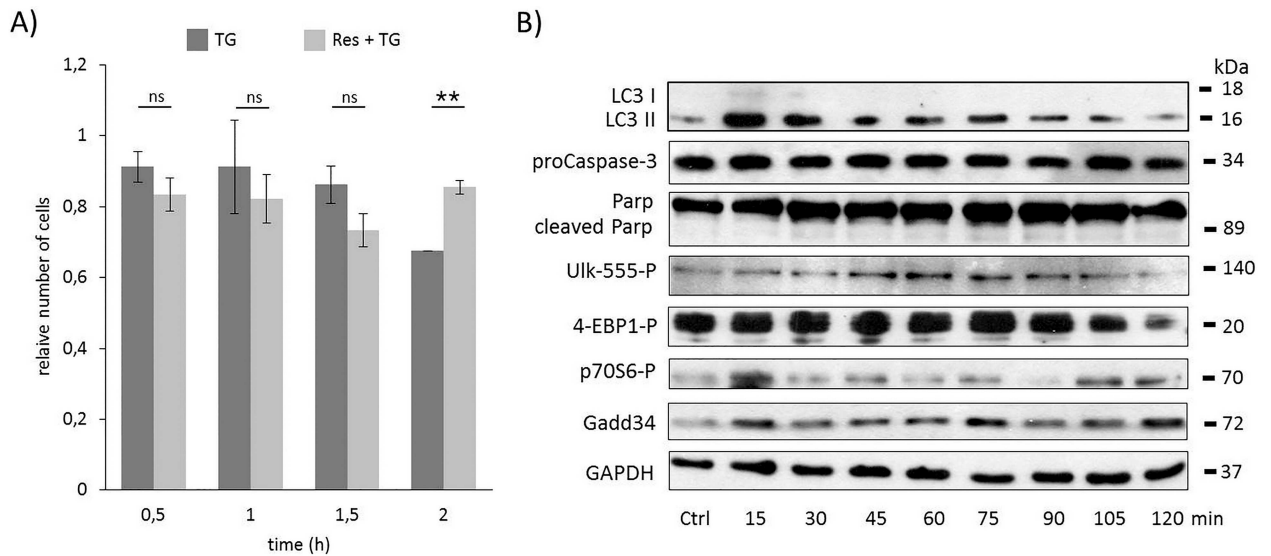 A)
TG
Res + TG
1,2
1
0,8
0,6
0,4
0,2
0
relaive number of cells
ns
ns
ns
**
0,5
1
1,5
2
time (h)
B)
kDa
LC3 I
18
LC3 II
16
proCaspase-3
34
Parp
cleaved Parp
89
Ulk-555-P
140
4-EBP1-P
20
p70S6-P
70
Gadd34
72
GAPDH
37
Ctrl 15 30 45 60 75 90 105 120 min